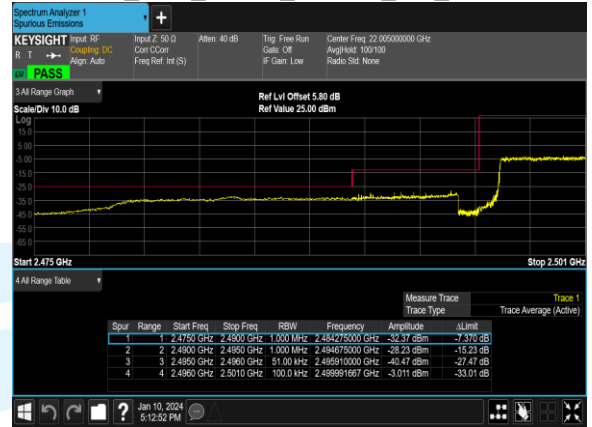 Spectrum Analyzer 1
Spurious Emissions
+
KEYSIGHT Input: RF Input Z: 50 Ω Atten: 40 dB Trig: Free Run Center Freq: 22.005000000 GHz
R T Coupling: DC Corr CCorr Gate: Off Avg|Hold: 100/100
Align: Auto Freq Ref: Int (S) IF Gain: Low Radio Std: None
PASS
3 All Range Graph
Ref Lvl Offset 5.80 dB
Scale/Div 10.0 dB Ref Value 25.00 dBm
Log
15.0
5.00
-5.00
-15.0
-25.0
-35.0
-45.0
-55.0
-65.0
Start 2.475 GHz Stop 2.501 GHz
4 All Range Table
Measure Trace Trace 1
Trace Type Trace Average (Active)
Spur Range Start Freq Stop Freq RBW Frequency Amplitude ΔLimit
1 1 2.4750 GHz 2.4900 GHz 1.000 MHz 2.484275000 GHz -32.37 dBm -7.370 dB
2 2 2.4900 GHz 2.4950 GHz 1.000 MHz 2.494675000 GHz -28.23 dBm -15.23 dB
3 3 2.4950 GHz 2.4960 GHz 51.00 kHz 2.495910000 GHz -40.47 dBm -27.47 dB
4 4 2.4960 GHz 2.5010 GHz 100.0 kHz 2.499991667 GHz -3.011 dBm -33.01 dB
?
Jan 10, 2024
5:12:52 PM